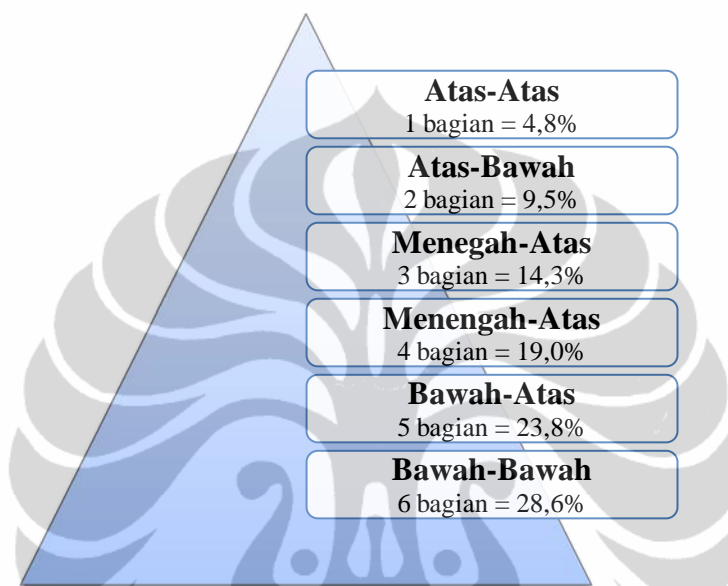 Atas-Atas
1 bagian = 4,8%
Atas-Bawah
2 bagian = 9,5%
Menegah-Atas
3 bagian = 14,3%
Menengah-Atas
4 bagian = 19,0%
Bawah-Atas
5 bagian = 23,8%
Bawah-Bawah
6 bagian = 28,6%